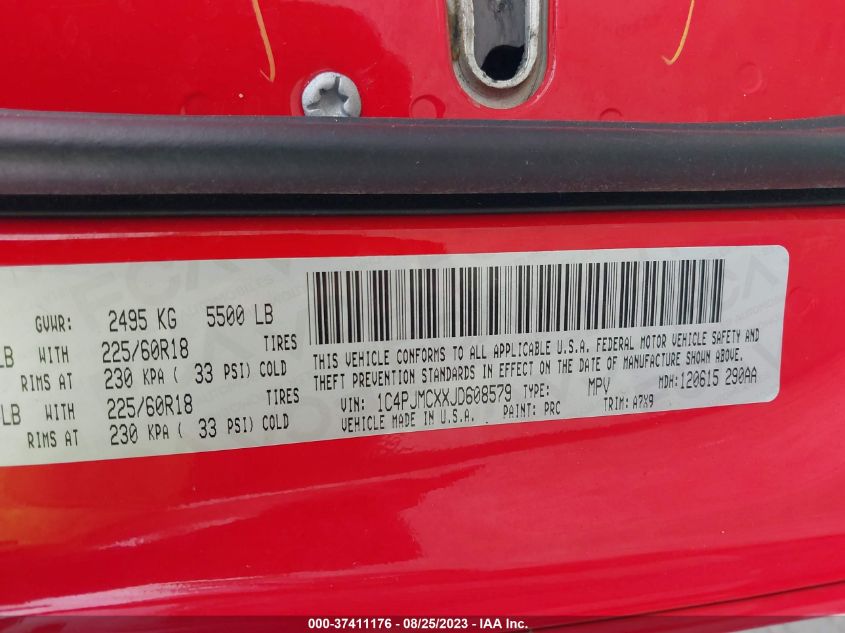 GVWR: 2495 KG 5500 LB
LB WITH 225/60R18 TIRES
RIMS AT 230 KPA ( 33 PSI) COLD
LB WITH 225/60R18 TIRES
RIMS AT 230 KPA ( 33 PSI) COLD
THIS VEHICLE CONFORMS TO ALL APPLICABLE U.S.A. FEDERAL MOTOR VEHICLE SAFETY AND
THEFT PREVENTION STANDARDS IN EFFECT ON THE DATE OF MANUFACTURE SHOWN ABOVE.
VIN: 1C4PJMCXXJD608579 TYPE: MPV MDH: 120615 290AA
VEHICLE MADE IN U.S.A. PAINT: PRC TRIM: A7X9
000-37411176 - 08/25/2023 - IAA Inc.